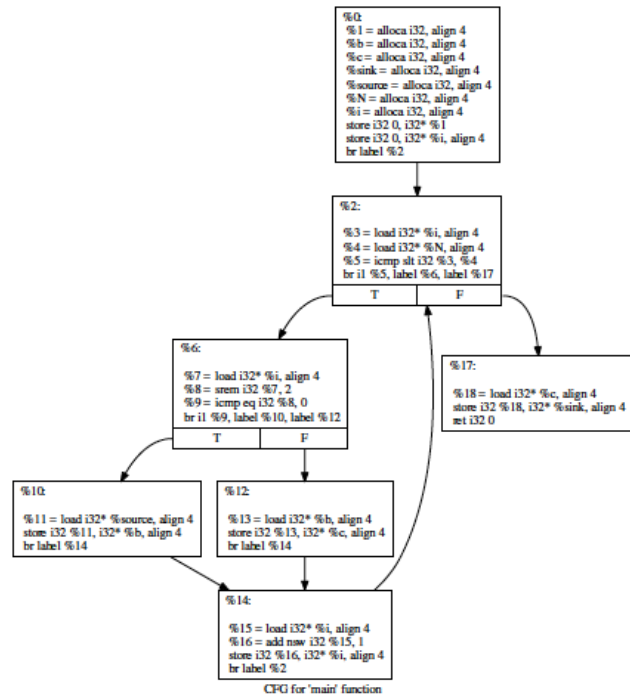 %0:
%1 = alloca i32, align 4
%b = alloca i32, align 4
%c = alloca i32, align 4
%sink = alloca i32, align 4
%source = alloca i32, align 4
%N = alloca i32, align 4
%i = alloca i32, align 4
store i32 0, i32* %1
store i32 0, i32* %i, align 4
br label %2
%2:
%3 = load i32* %i, align 4
%4 = load i32* %N, align 4
%5 = icmp slt i32 %3, %4
br i1 %5, label %6, label %17
T F
%6:
%7 = load i32* %i, align 4
%8 = srem i32 %7, 2
%9 = icmp eq i32 %8, 0
br i1 %9, label %10, label %12
T F
%17:
%18 = load i32* %c, align 4
store i32 %18, i32* %sink, align 4
ret i32 0
%10:
%11 = load i32* %source, align 4
store i32 %11, i32* %b, align 4
br label %14
%12:
%13 = load i32* %b, align 4
store i32 %13, i32* %c, align 4
br label %14
%14:
%15 = load i32* %i, align 4
%16 = add nsw i32 %15, 1
store i32 %16, i32* %i, align 4
br label %2
CFG for 'main' function